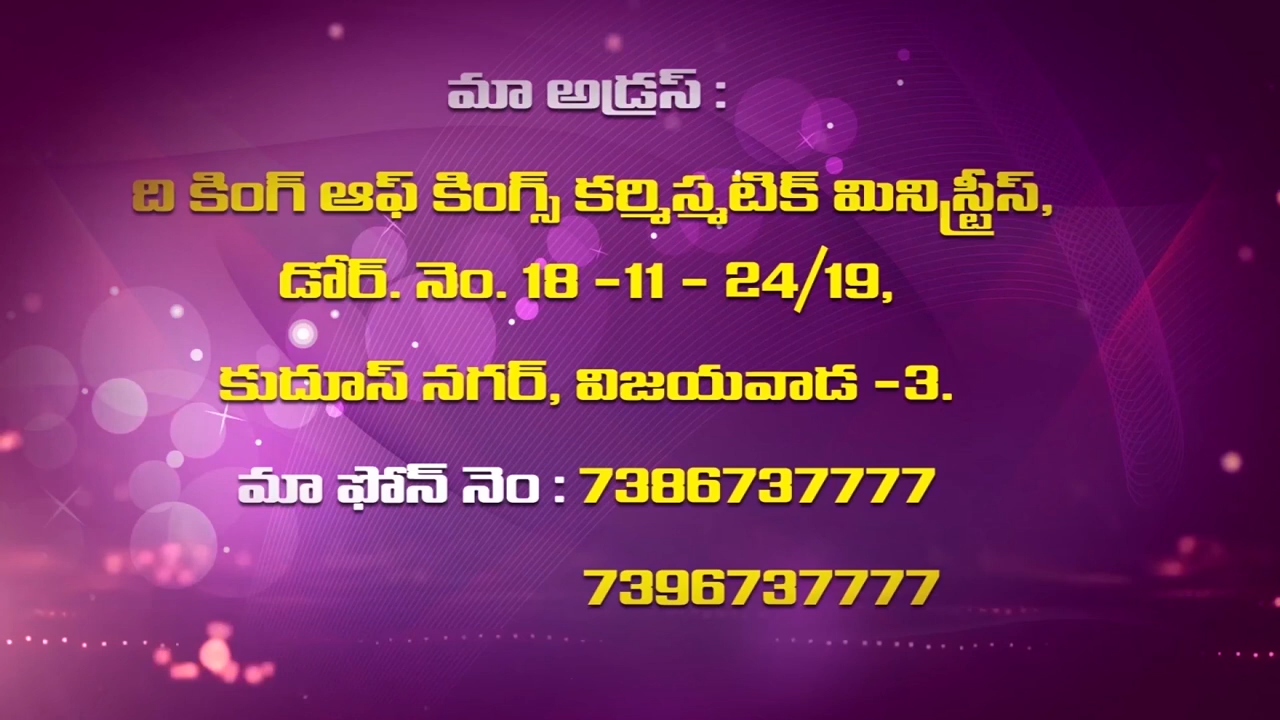 మా అడ్రస్ :
ది కింగ్ ఆఫ్ కింగ్స్ కర్మిస్మటిక్ మినిస్ట్రీస్,
డోర్. నెం. 18 -11 - 24/19,
కుదూస్ నగర్, విజయవాడ -3.
మా ఫోన్ నెం : 7386737777
7396737777